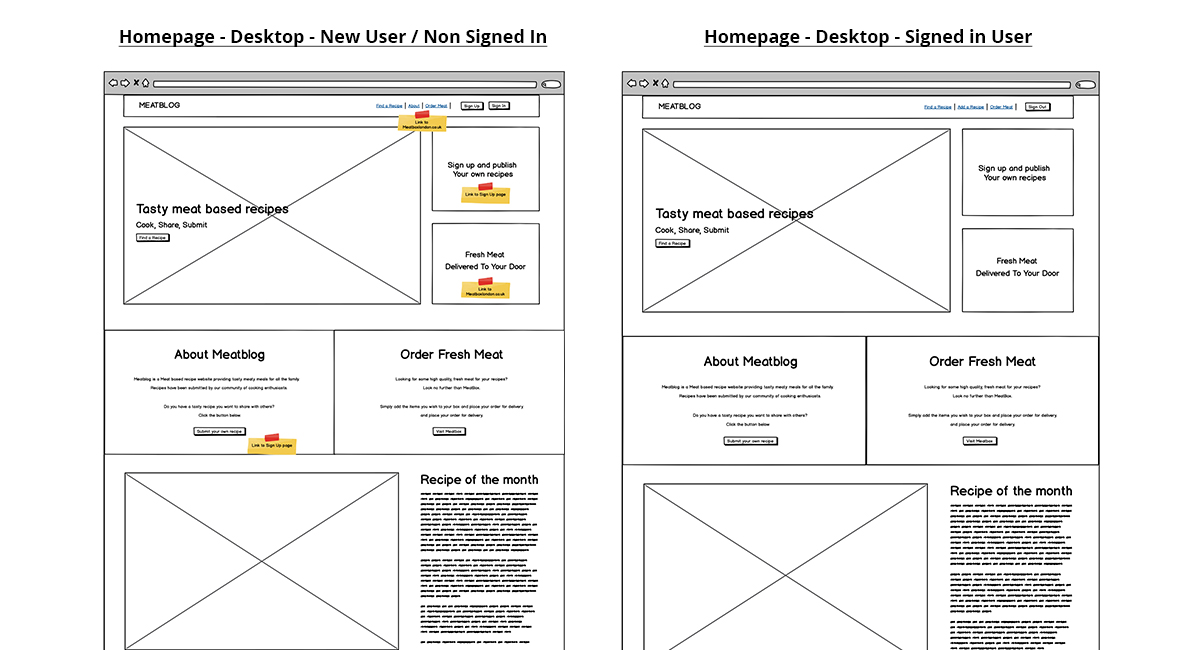 Homepage - Desktop - New User / Non Signed In
MEATBLOG
Find a Recipe | About | Order Meat |
Sign Up
Sign In
Link to
Meatboxlondon.co.uk
Tasty meat based recipes
Cook, Share, Submit
Find a Recipe
Sign up and publish
Your own recipes
Link to Sign Up page
Fresh Meat
Delivered To Your Door
Link to
Meatboxlondon.co.uk
About Meatblog
Meatblog is a Meat based recipe website providing tasty meaty meals for all the family
Recipes have been submitted by our community of cooking enthusiasts.
Do you have a tasty recipe you want to share with others?
Click the button below
Submit your own recipe
Link to Sign Up page
Order Fresh Meat
Looking for some high quality, fresh meat for your recipes?
Look no further than MeatBox.
Simply add the items you wish to your box and place your order for delivery.
and place your order for delivery.
Visit Meatbox
Recipe of the month
Homepage - Desktop - Signed in User
MEATBLOG
Find a Recipe | Add a Recipe | Order Meat |
Sign Out
Tasty meat based recipes
Cook, Share, Submit
Find a Recipe
Sign up and publish
Your own recipes
Fresh Meat
Delivered To Your Door
About Meatblog
Meatblog is a Meat based recipe website providing tasty meaty meals for all the family
Recipes have been submitted by our community of cooking enthusiasts.
Do you have a tasty recipe you want to share with others?
Click the button below
Submit your own recipe
Order Fresh Meat
Looking for some high quality, fresh meat for your recipes?
Look no further than MeatBox.
Simply add the items you wish to your box and place your order for delivery.
and place your order for delivery.
Visit Meatbox
Recipe of the month